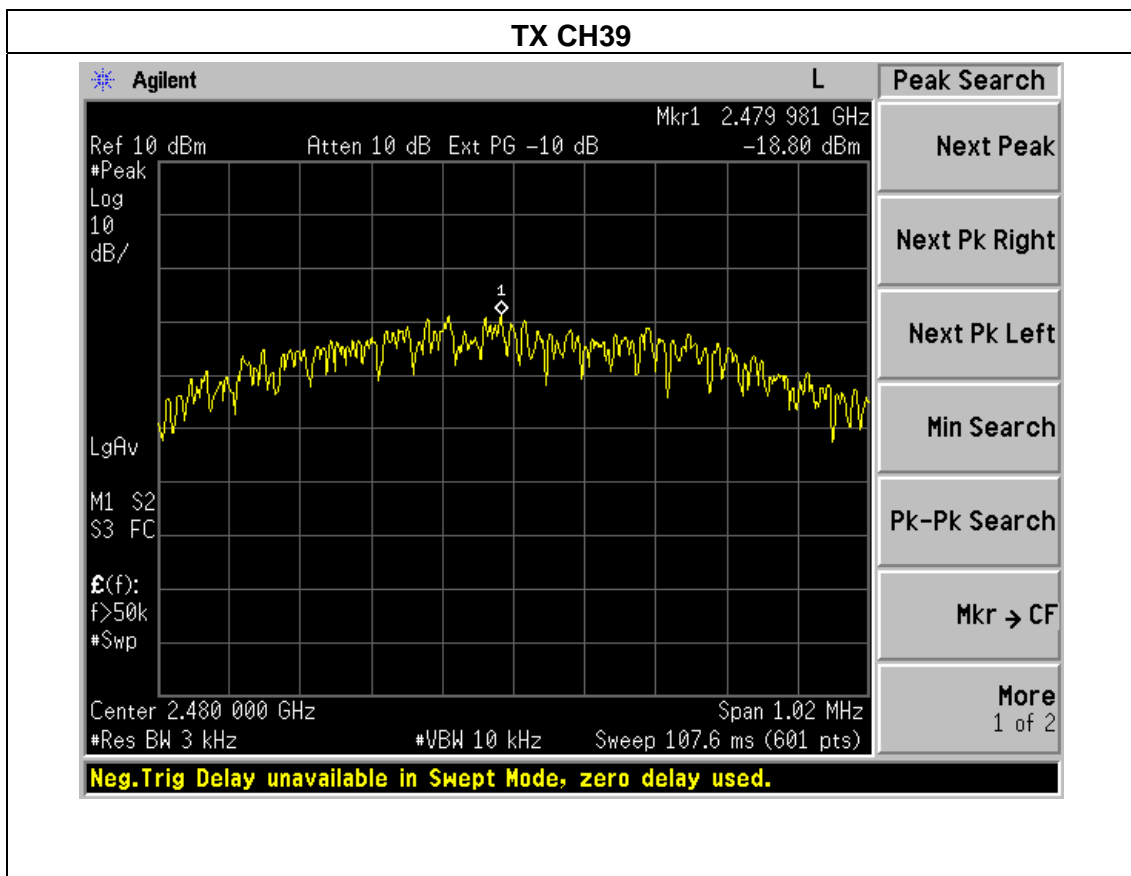 TX CH39
Agilent L Peak Search
Mkr1 2.479 981 GHz
Ref 10 dBm Atten 10 dB Ext PG -10 dB -18.80 dBm
#Peak
Log
10
dB/
1
LgAv
M1 S2
S3 FC
£(f):
f>50k
#Swp
Center 2.480 000 GHz Span 1.02 MHz
#Res BW 3 kHz #VBW 10 kHz Sweep 107.6 ms (601 pts)
Neg.Trig Delay unavailable in Swept Mode, zero delay used.
Next Peak
Next Pk Right
Next Pk Left
Min Search
Pk-Pk Search
Mkr → CF
More
1 of 2